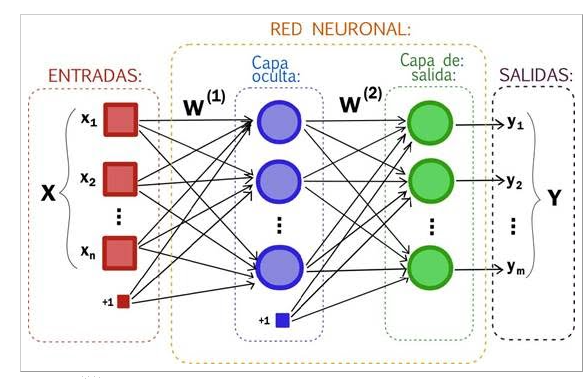 RED NEURONAL:
ENTRADAS:
Capa
oculta:
Capa de:
salida:
SALIDAS:
W(1)
W(2)
X
x1
x2
⋮
xn
+1
⋮
+1
⋮
y1
y2
⋮
ym
Y